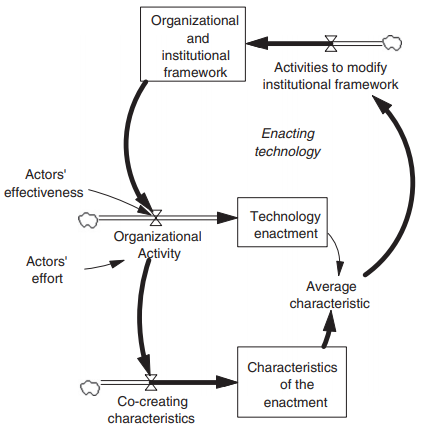 Organizational
and
institutional
framework
Activities to modify
institutional framework
Enacting
technology
Actors'
effectiveness
Technology
enactment
Organizational
Activity
Actors'
effort
Average
characteristic
Characteristics
of the
enactment
Co-creating
characteristics